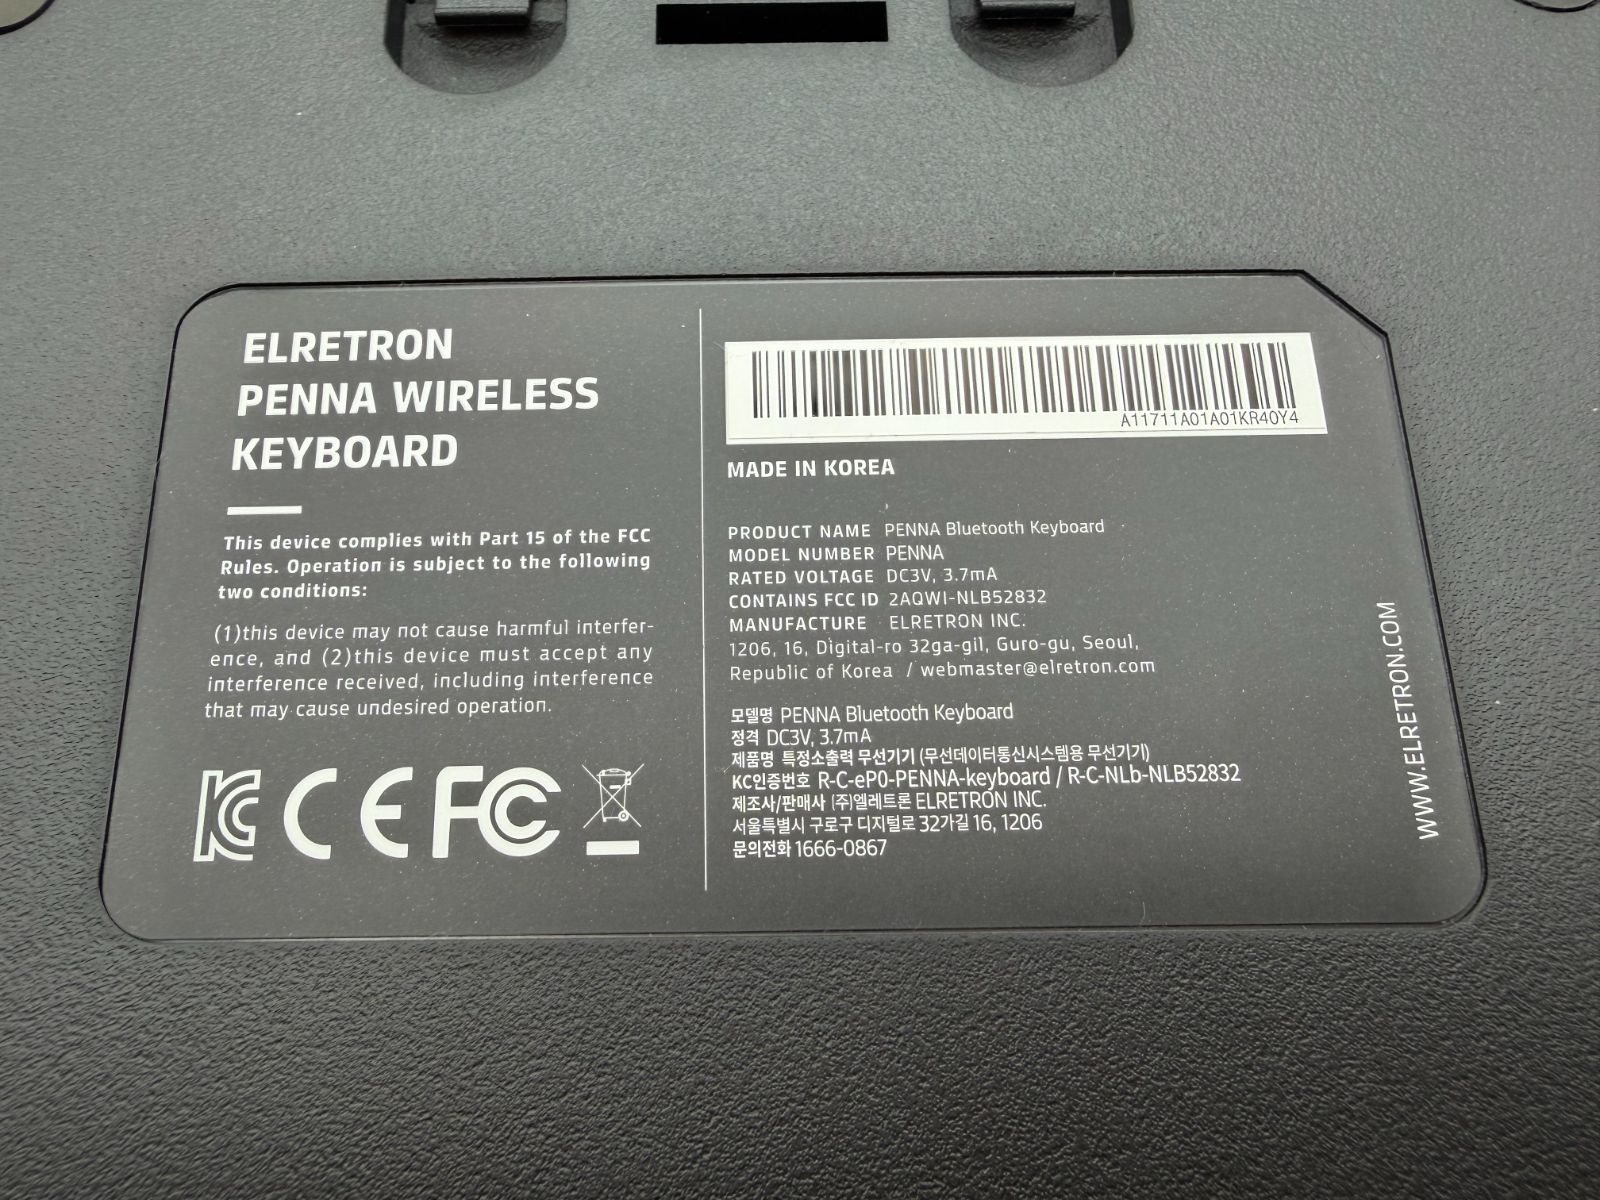 ELRETRON
PENNA WIRELESS
KEYBOARD
This device complies with Part 15 of the FCC
Rules. Operation is subject to the following
two conditions:
(1)this device may not cause harmful interfer-
ence, and (2)this device must accept any
interference received, including interference
that may cause undesired operation.
KC CE FC
A11711A01A01KR40Y4
MADE IN KOREA
PRODUCT NAME PENNA Bluetooth Keyboard
MODEL NUMBER PENNA
RATED VOLTAGE DC3V, 3.7mA
CONTAINS FCC ID 2AQWI-NLB52832
MANUFACTURE ELRETRON INC.
1206, 16, Digital-ro 32ga-gil, Guro-gu, Seoul,
Republic of Korea / webmaster@elretron.com
모델명 PENNA Bluetooth Keyboard
정격 DC3V, 3.7mA
제품명 특정소출력 무선기기 (무선데이터통신시스템용 무선기기)
KC인증번호 R-C-eP0-PENNA-keyboard / R-C-NLb-NLB52832
제조사/판매사 (주)엘레트론 ELRETRON INC.
서울특별시 구로구 디지털로 32가길 16, 1206
문의전화 1666-0867
WWW.ELRETRON.COM